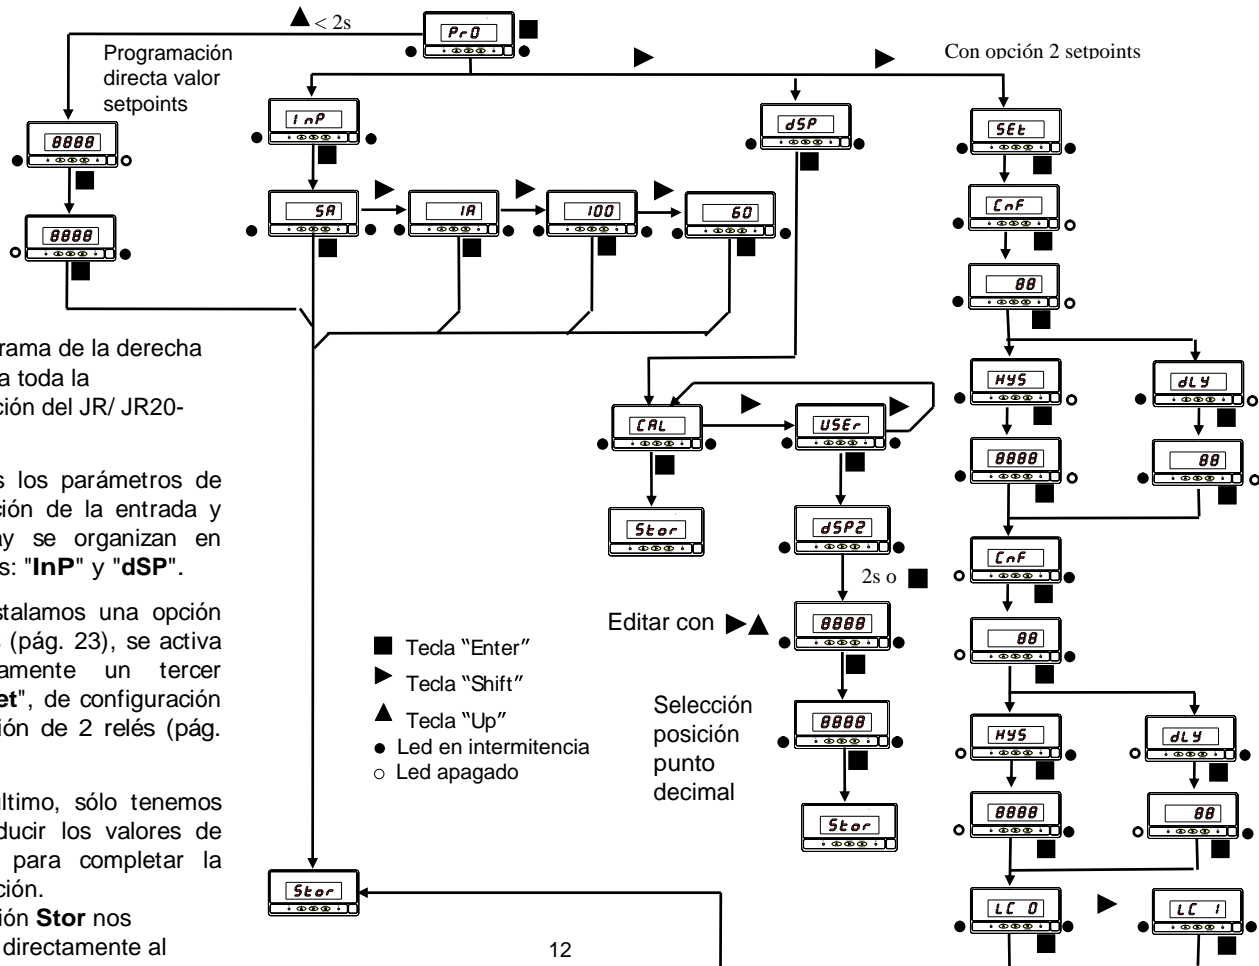 < 2s
Pr0
Programación
directa valor
setpoints
Con opción 2 setpoints
InP
dSP
SEt
8888
5A
1A
100
60
CnF
8888
88
rama de la derecha
a toda la
ción del JR/ JR20-
HYS
dLY
CAL
USEr
8888
88
s los parámetros de
ción de la entrada y
ay se organizan en
s: "InP" y "dSP".
Stor
dSP2
2s o
CnF
stalamos una opción
s (pág. 23), se activa
amente un tercer
et", de configuración
ión de 2 relés (pág.
Editar con
8888
88
Tecla "Enter"
Tecla "Shift"
Tecla "Up"
Led en intermitencia
Led apagado
Selección
posición
punto
decimal
8888
HYS
dLY
último, sólo tenemos
ducir los valores de
para completar la
ción.
Stor
8888
88
ción Stor nos
directamente al
Stor
LC 0
LC 1
12